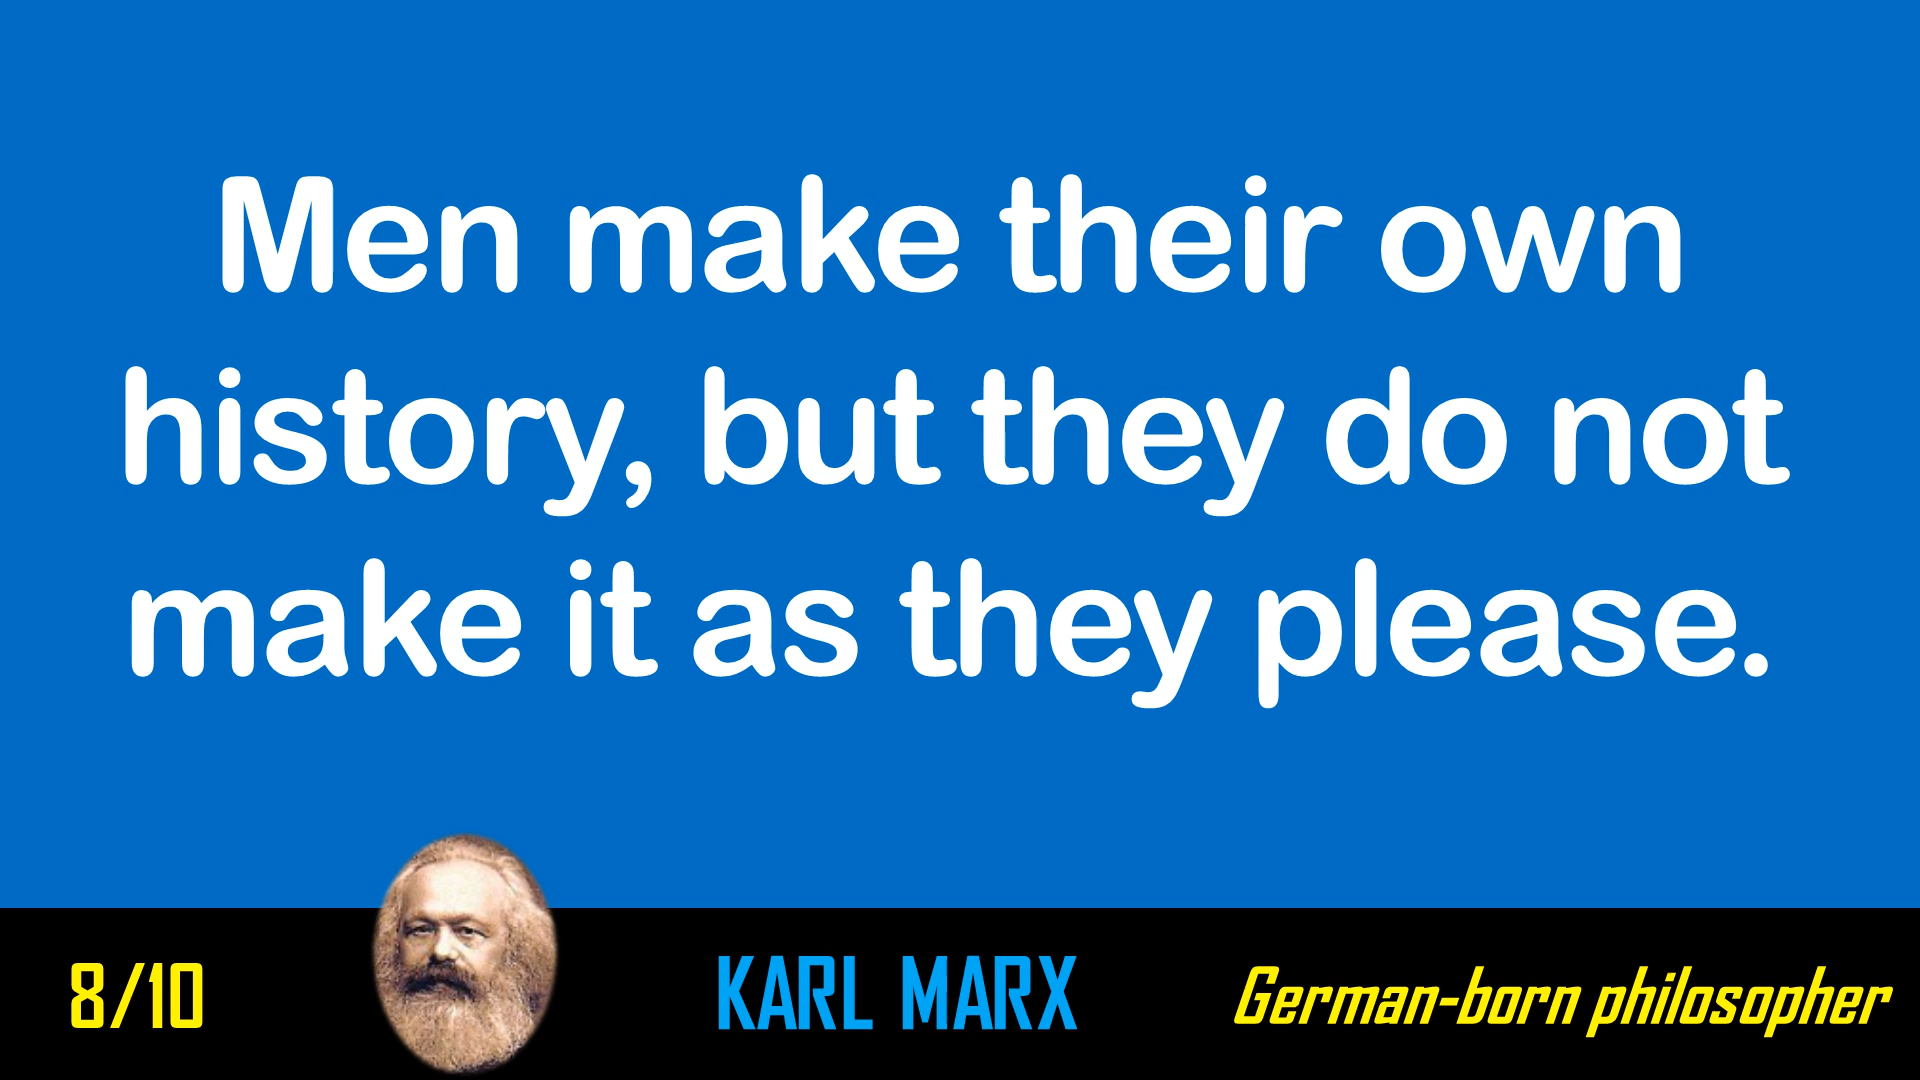 Men make their own
history, but they do not
make it as they please.
8/10
KARL MARX
German-born philosopher